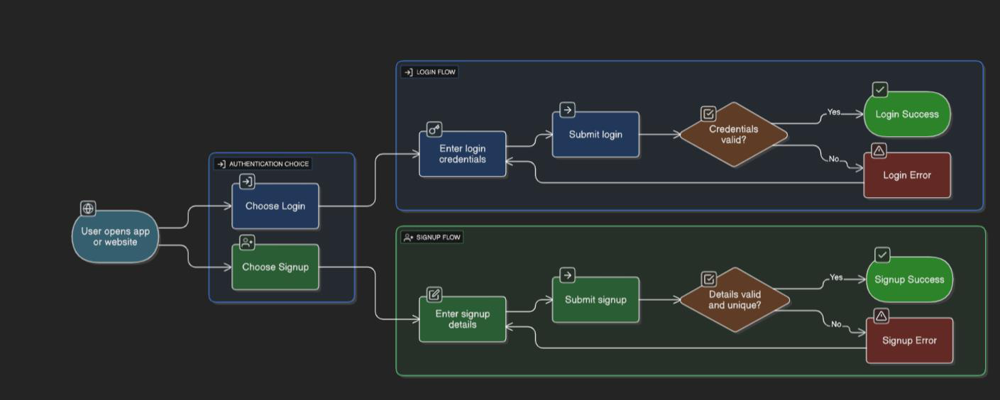 User opens app
or website
AUTHENTICATION CHOICE
Choose Login
Choose Signup
LOGIN FLOW
Enter login
credentials
Submit login
Credentials
valid?
Yes
Login Success
No
Login Error
SIGNUP FLOW
Enter signup
details
Submit signup
Details valid
and unique?
Yes
Signup Success
No
Signup Error